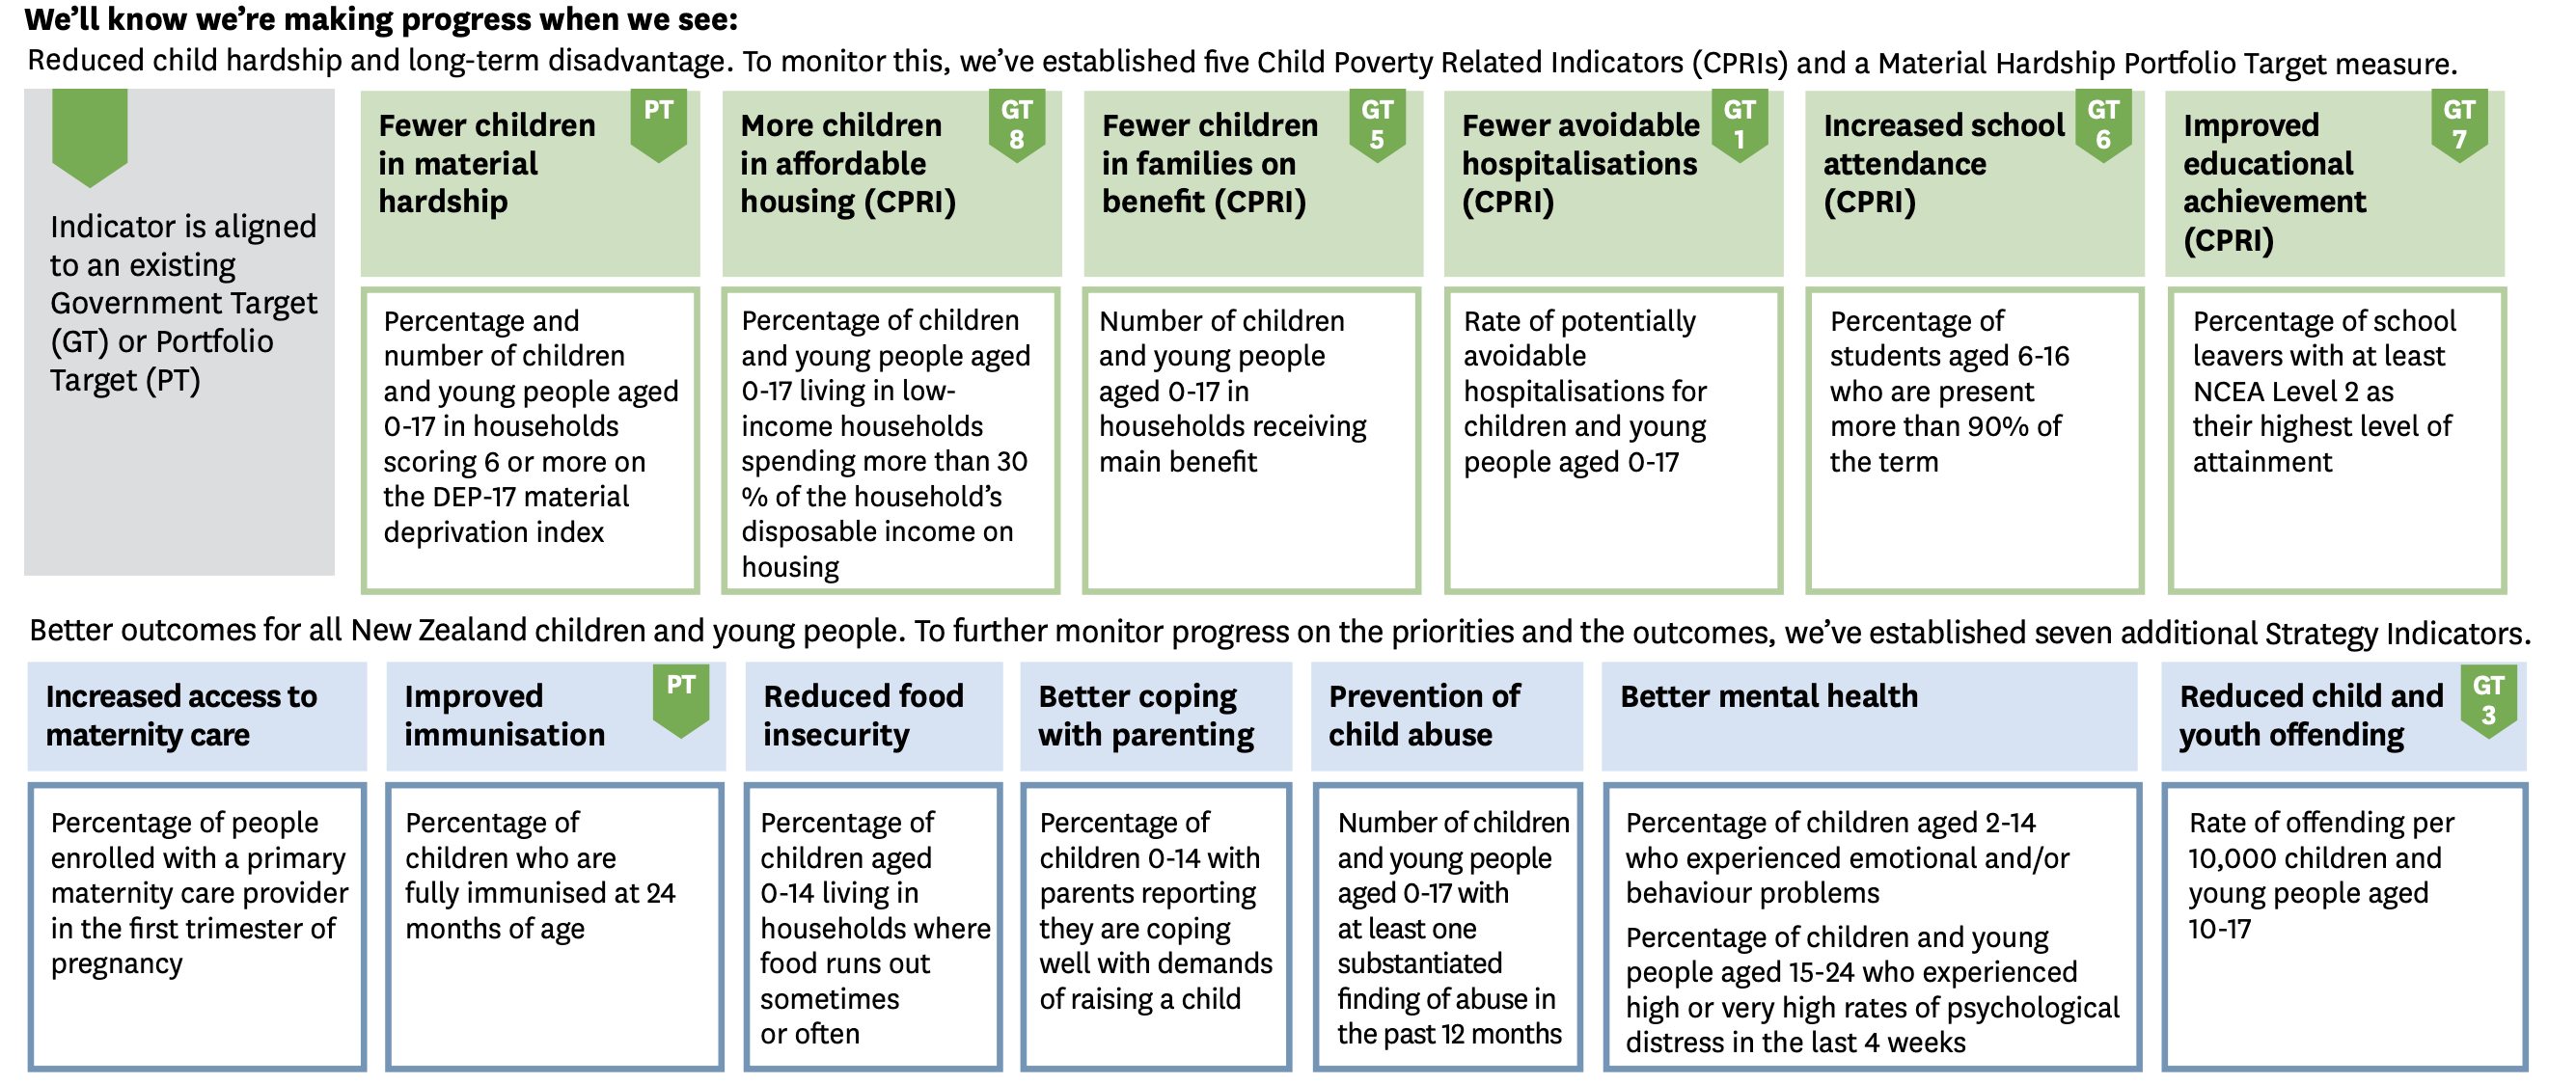 We'll know we're making progress when we see:
Reduced child hardship and long-term disadvantage. To monitor this, we've established five Child Poverty Related Indicators (CPRIs) and a Material Hardship Portfolio Target measure.
Indicator is aligned
to an existing
Government Target
(GT) or Portfolio
Target (PT)
Fewer children
in material
hardship
PT
Percentage and
number of children
and young people aged
0-17 in households
scoring 6 or more on
the DEP-17 material
deprivation index
More children
in affordable
housing (CPRI)
GT
8
Percentage of children
and young people aged
0-17 living in low-
income households
spending more than 30
% of the household's
disposable income on
housing
Fewer children
in families on
benefit (CPRI)
GT
5
Number of children
and young people
aged 0-17 in
households receiving
main benefit
Fewer avoidable
hospitalisations
(CPRI)
GT
1
Rate of potentially
avoidable
hospitalisations for
children and young
people aged 0-17
Increased school
attendance
(CPRI)
GT
6
Percentage of
students aged 6-16
who are present
more than 90% of
the term
Improved
educational
achievement
(CPRI)
GT
7
Percentage of school
leavers with at least
NCEA Level 2 as
their highest level of
attainment
Better outcomes for all New Zealand children and young people. To further monitor progress on the priorities and the outcomes, we've established seven additional Strategy Indicators.
Increased access to
maternity care
Percentage of people
enrolled with a primary
maternity care provider
in the first trimester of
pregnancy
Improved
immunisation
PT
Percentage of
children who are
fully immunised at 24
months of age
Reduced food
insecurity
Percentage of
children aged
0-14 living in
households where
food runs out
sometimes
or often
Better coping
with parenting
Percentage of
children 0-14 with
parents reporting
they are coping
well with demands
of raising a child
Prevention of
child abuse
Number of children
and young people
aged 0-17 with
at least one
substantiated
finding of abuse in
the past 12 months
Better mental health
Percentage of children aged 2-14
who experienced emotional and/or
behaviour problems
Percentage of children and young
people aged 15-24 who experienced
high or very high rates of psychological
distress in the last 4 weeks
Reduced child and
youth offending
GT
3
Rate of offending per
10,000 children and
young people aged
10-17